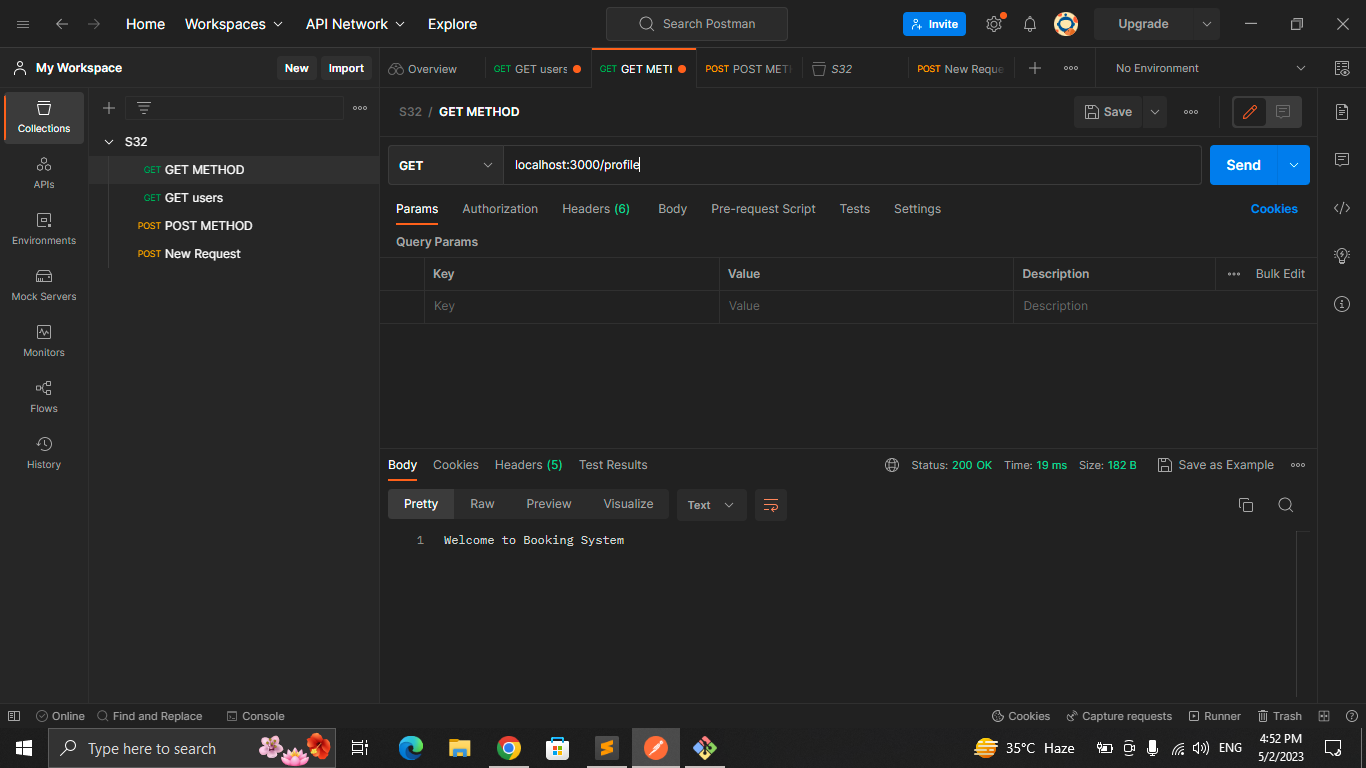 Home Workspaces API Network Explore Search Postman Invite Upgrade
My Workspace New Import Overview GET users GET METI POST POST MET S32 POST New Reque No Environment
Collections
APIs
Environments
Mock Servers
Monitors
Flows
History
S32
GET GET METHOD
GET GET users
POST POST METHOD
POST New Request
S32 / GET METHOD Save
GET localhost:3000/profile Send
Params Authorization Headers (6) Body Pre-request Script Tests Settings Cookies
Query Params
Key Value Description Bulk Edit
Key Value Description
Body Cookies Headers (5) Test Results Status: 200 OK Time: 19 ms Size: 182 B Save as Example
Pretty Raw Preview Visualize Text
1 Welcome to Booking System
Online Find and Replace Console Cookies Capture requests Runner Trash
Type here to search 35°C Haze ENG 4:52 PM
5/2/2023